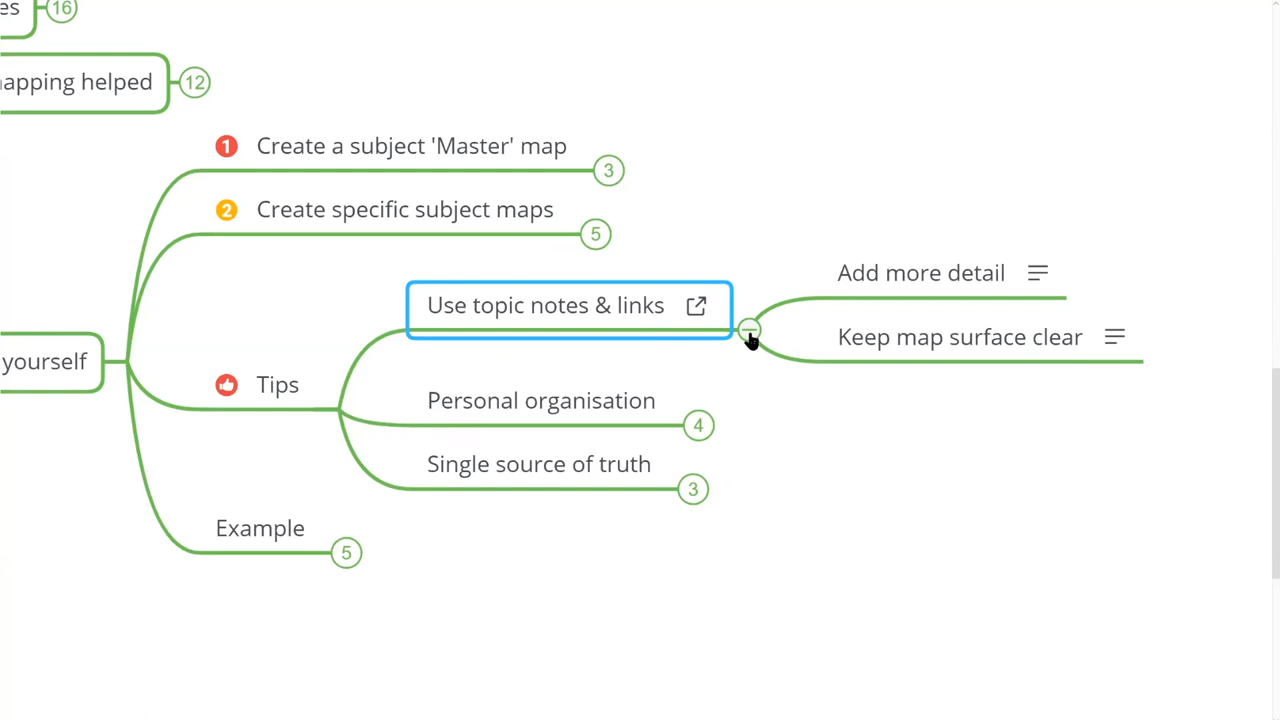 es
16
apping helped
12
1 Create a subject 'Master' map
3
2 Create specific subject maps
5
Use topic notes & links
Add more detail
Keep map surface clear
yourself
Tips
Personal organisation
4
Single source of truth
3
Example
5